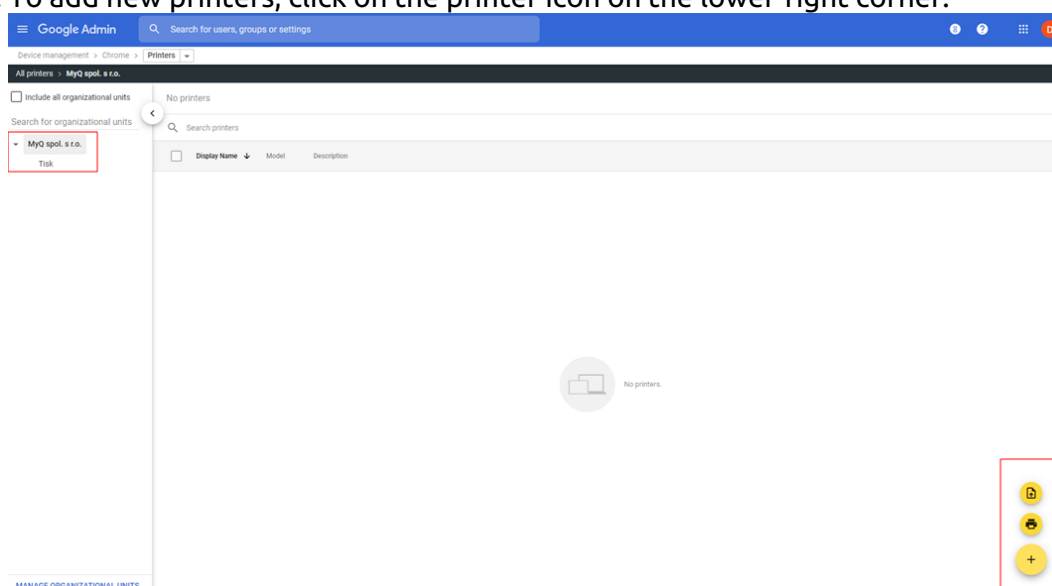 To add new printers, click on the printer icon on the lower right corner.
Google Admin
Search for users, groups or settings
8
?
D
Device management > Chrome > Printers
All printers > MyQ spol. s r.o.
Include all organizational units
No printers
Search for organizational units
Search printers
MyQ spol. s r.o.
Tisk
Display Name
Model
Description
No printers.
MANAGE ORGANIZATIONAL UNITS